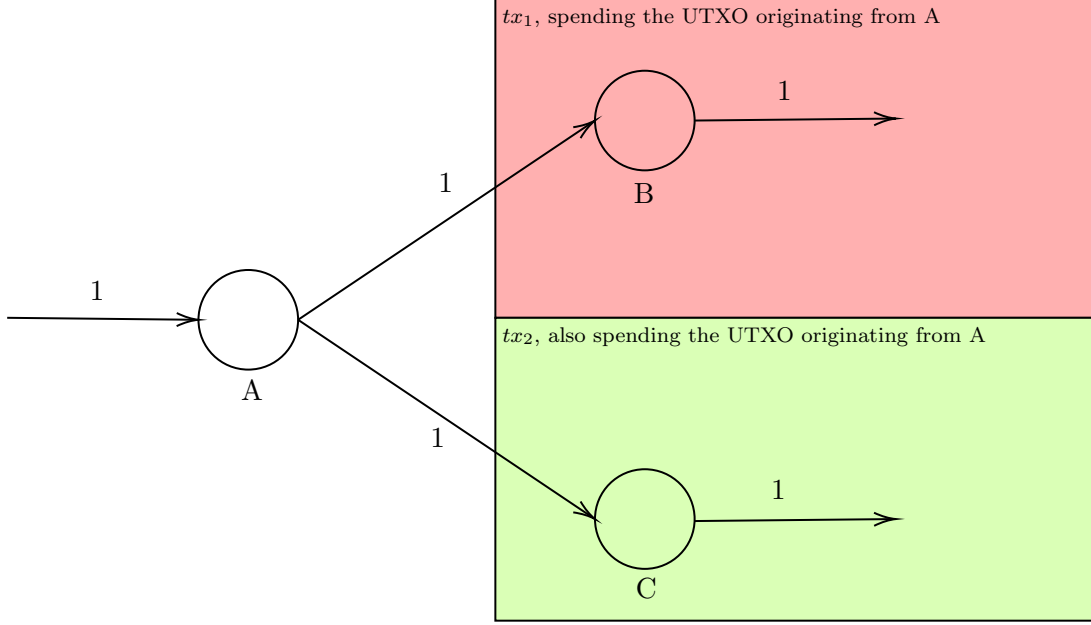 tx₁, spending the UTXO originating from A
1
B
1
1
A
tx₂, also spending the UTXO originating from A
1
1
C